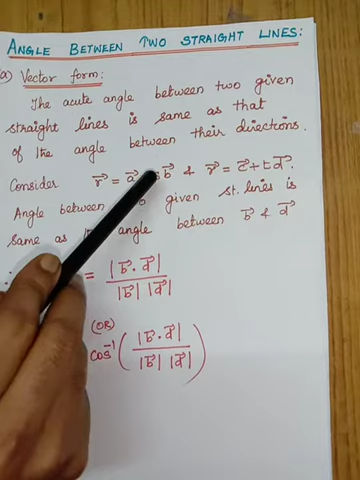 ANGLE BETWEEN TWO STRAIGHT LINES:
a) Vector form:
The acute angle between two given
straight lines is same as that
of the angle between their directions.
Consider r⃗ = a⃗ b⃗ & r⃗ = c⃗ + t d⃗.
Angle between given st. lines is
same as angle between b⃗ & d⃗
= |b⃗ · d⃗| / |b⃗| |d⃗|
(OR)
cos⁻¹ ( |b⃗ · d⃗| / |b⃗| |d⃗| )